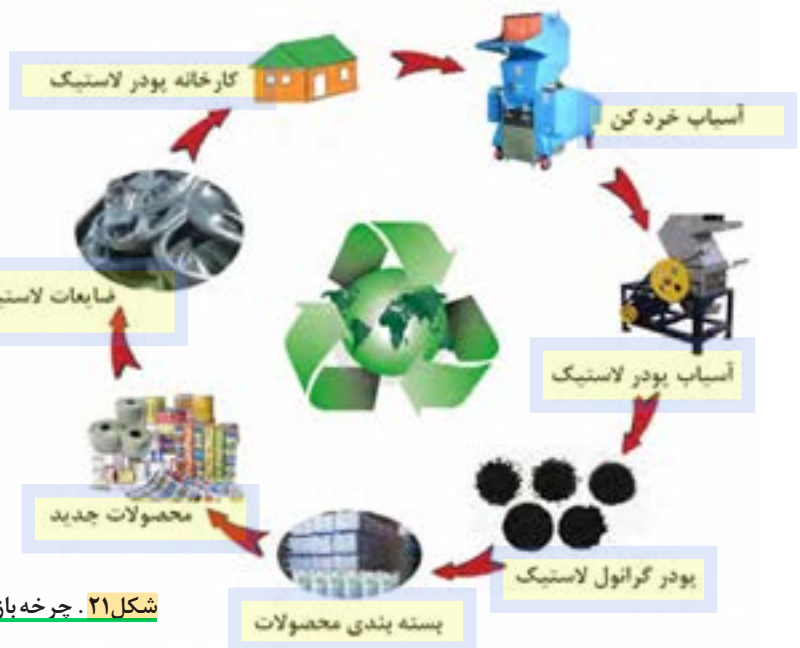 کارخانه پودر لاستیک
آسیاب خرد کن
ضایعات
آسیاب پودر لاستیک
محصولات جدید
پودر گرانول لاستیک
بسته بندی محصولات
شکل۲۱ . چرخه